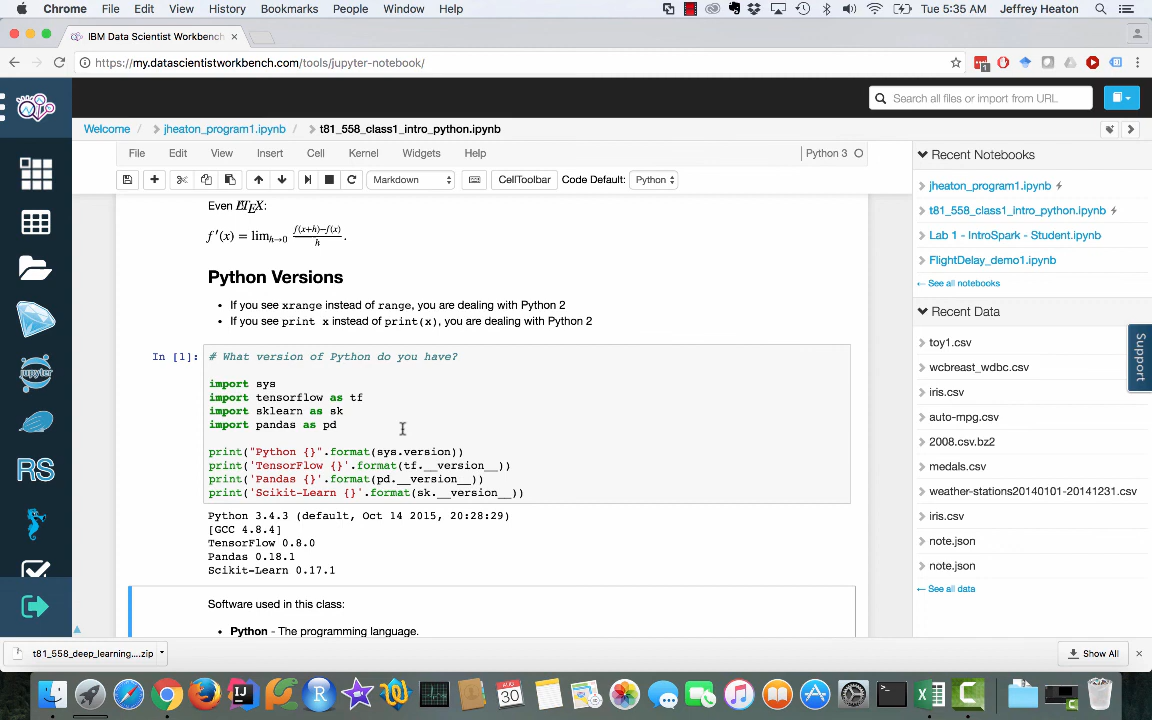 Chrome File Edit View History Bookmarks People Window Help Tue 5:35 AM Jeffrey Heaton
IBM Data Scientist Workbench
https://my.datascientistworkbench.com/tools/jupyter-notebook/
Search all files or import from URL.
Welcome jheaton_program1.ipynb t81_558_class1_intro_python.ipynb
File Edit View Insert Cell Kernel Widgets Help Python 3
Markdown CellToolbar Code Default: Python
Even LATEX:
f′(x) = lim h→0 f(x+h)−f(x) / h .
Python Versions
• If you see xrange instead of range, you are dealing with Python 2
• If you see print x instead of print(x), you are dealing with Python 2
In [1]: # What version of Python do you have?
import sys
import tensorflow as tf
import sklearn as sk
import pandas as pd
print("Python {}".format(sys.version))
print('TensorFlow {}'.format(tf.__version__))
print('Pandas {}'.format(pd.__version__))
print('Scikit-Learn {}'.format(sk.__version__))
Python 3.4.3 (default, Oct 14 2015, 20:28:29)
[GCC 4.8.4]
TensorFlow 0.8.0
Pandas 0.18.1
Scikit-Learn 0.17.1
Software used in this class:
• Python - The programming language.
Recent Notebooks
jheaton_program1.ipynb
t81_558_class1_intro_python.ipynb
Lab 1 - IntroSpark - Student.ipynb
FlightDelay_demo1.ipynb
← See all notebooks
Recent Data
toy1.csv
wcbreast_wdbc.csv
iris.csv
auto-mpg.csv
2008.csv.bz2
medals.csv
weather-stations20140101-20141231.csv
iris.csv
note.json
note.json
← See all data
Support
jupyter
RS
t81_558_deep_learning....zip
Show All
30